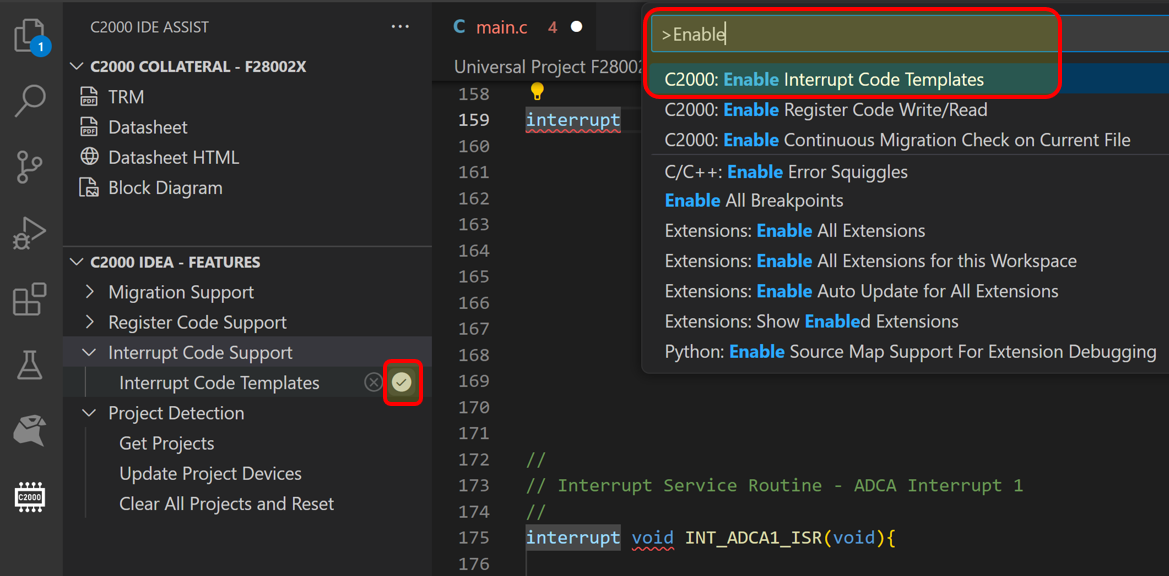 1
C2000
C2000 IDE ASSIST
C2000 COLLATERAL - F28002X
PDF TRM
PDF Datasheet
Datasheet HTML
Block Diagram
C2000 IDEA - FEATURES
Migration Support
Register Code Support
Interrupt Code Support
Interrupt Code Templates
Project Detection
Get Projects
Update Project Devices
Clear All Projects and Reset
C main.c 4
Universal Project F28002
158
159 interrupt
160
161
162
163
164
165
166
167
168
169
170
171
172 //
173 // Interrupt Service Routine - ADCA Interrupt 1
174 //
175 interrupt void INT_ADCA1_ISR(void){
176
>Enable
C2000: Enable Interrupt Code Templates
C2000: Enable Register Code Write/Read
C2000: Enable Continuous Migration Check on Current File
C/C++: Enable Error Squiggles
Enable All Breakpoints
Extensions: Enable All Extensions
Extensions: Enable All Extensions for this Workspace
Extensions: Enable Auto Update for All Extensions
Extensions: Show Enabled Extensions
Python: Enable Source Map Support For Extension Debugging